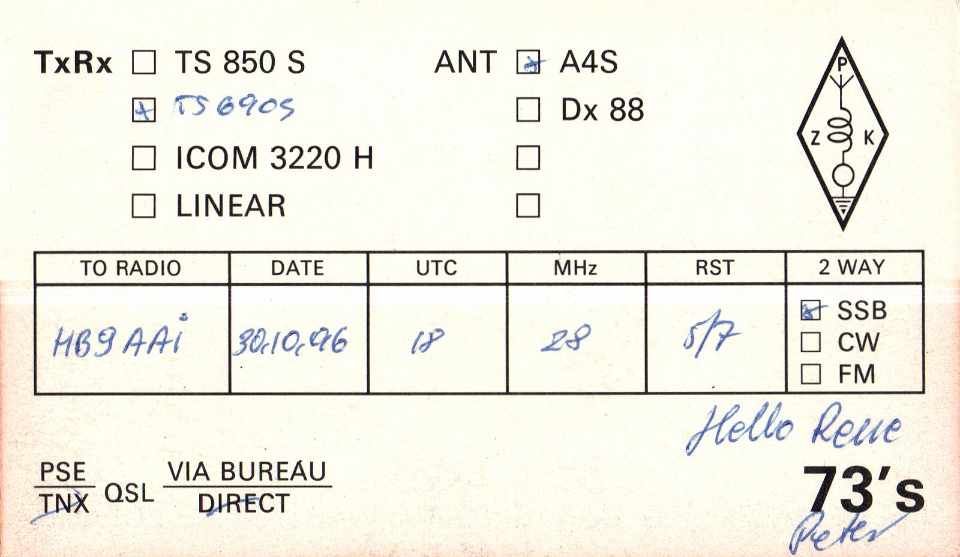 TxRx TS 850 S ANT A4S
TS 690S Dx 88
ICOM 3220 H
LINEAR
P
Z K
TO RADIO DATE UTC MHz RST 2 WAY
HB9AAi 30.10.96 18 28 5/7 SSB
CW
FM
Hello Rene
PSE VIA BUREAU
TNX QSL DIRECT 73's
Peter